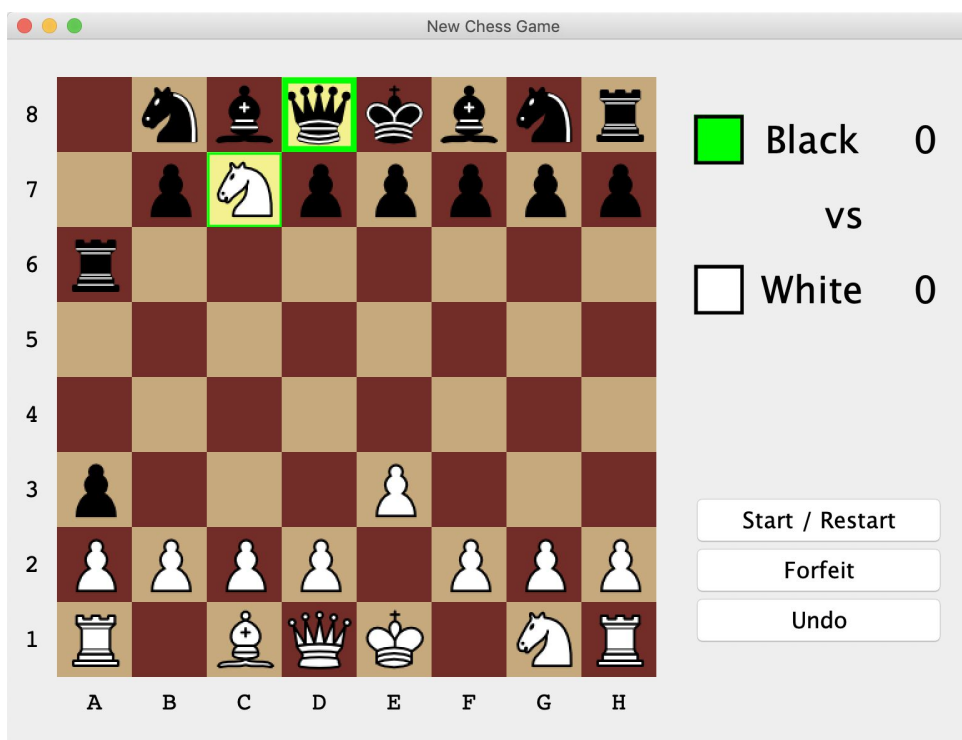 New Chess Game
8
7
6
5
4
3
2
1
A B C D E F G H
Black 0
vs
White 0
Start / Restart
Forfeit
Undo